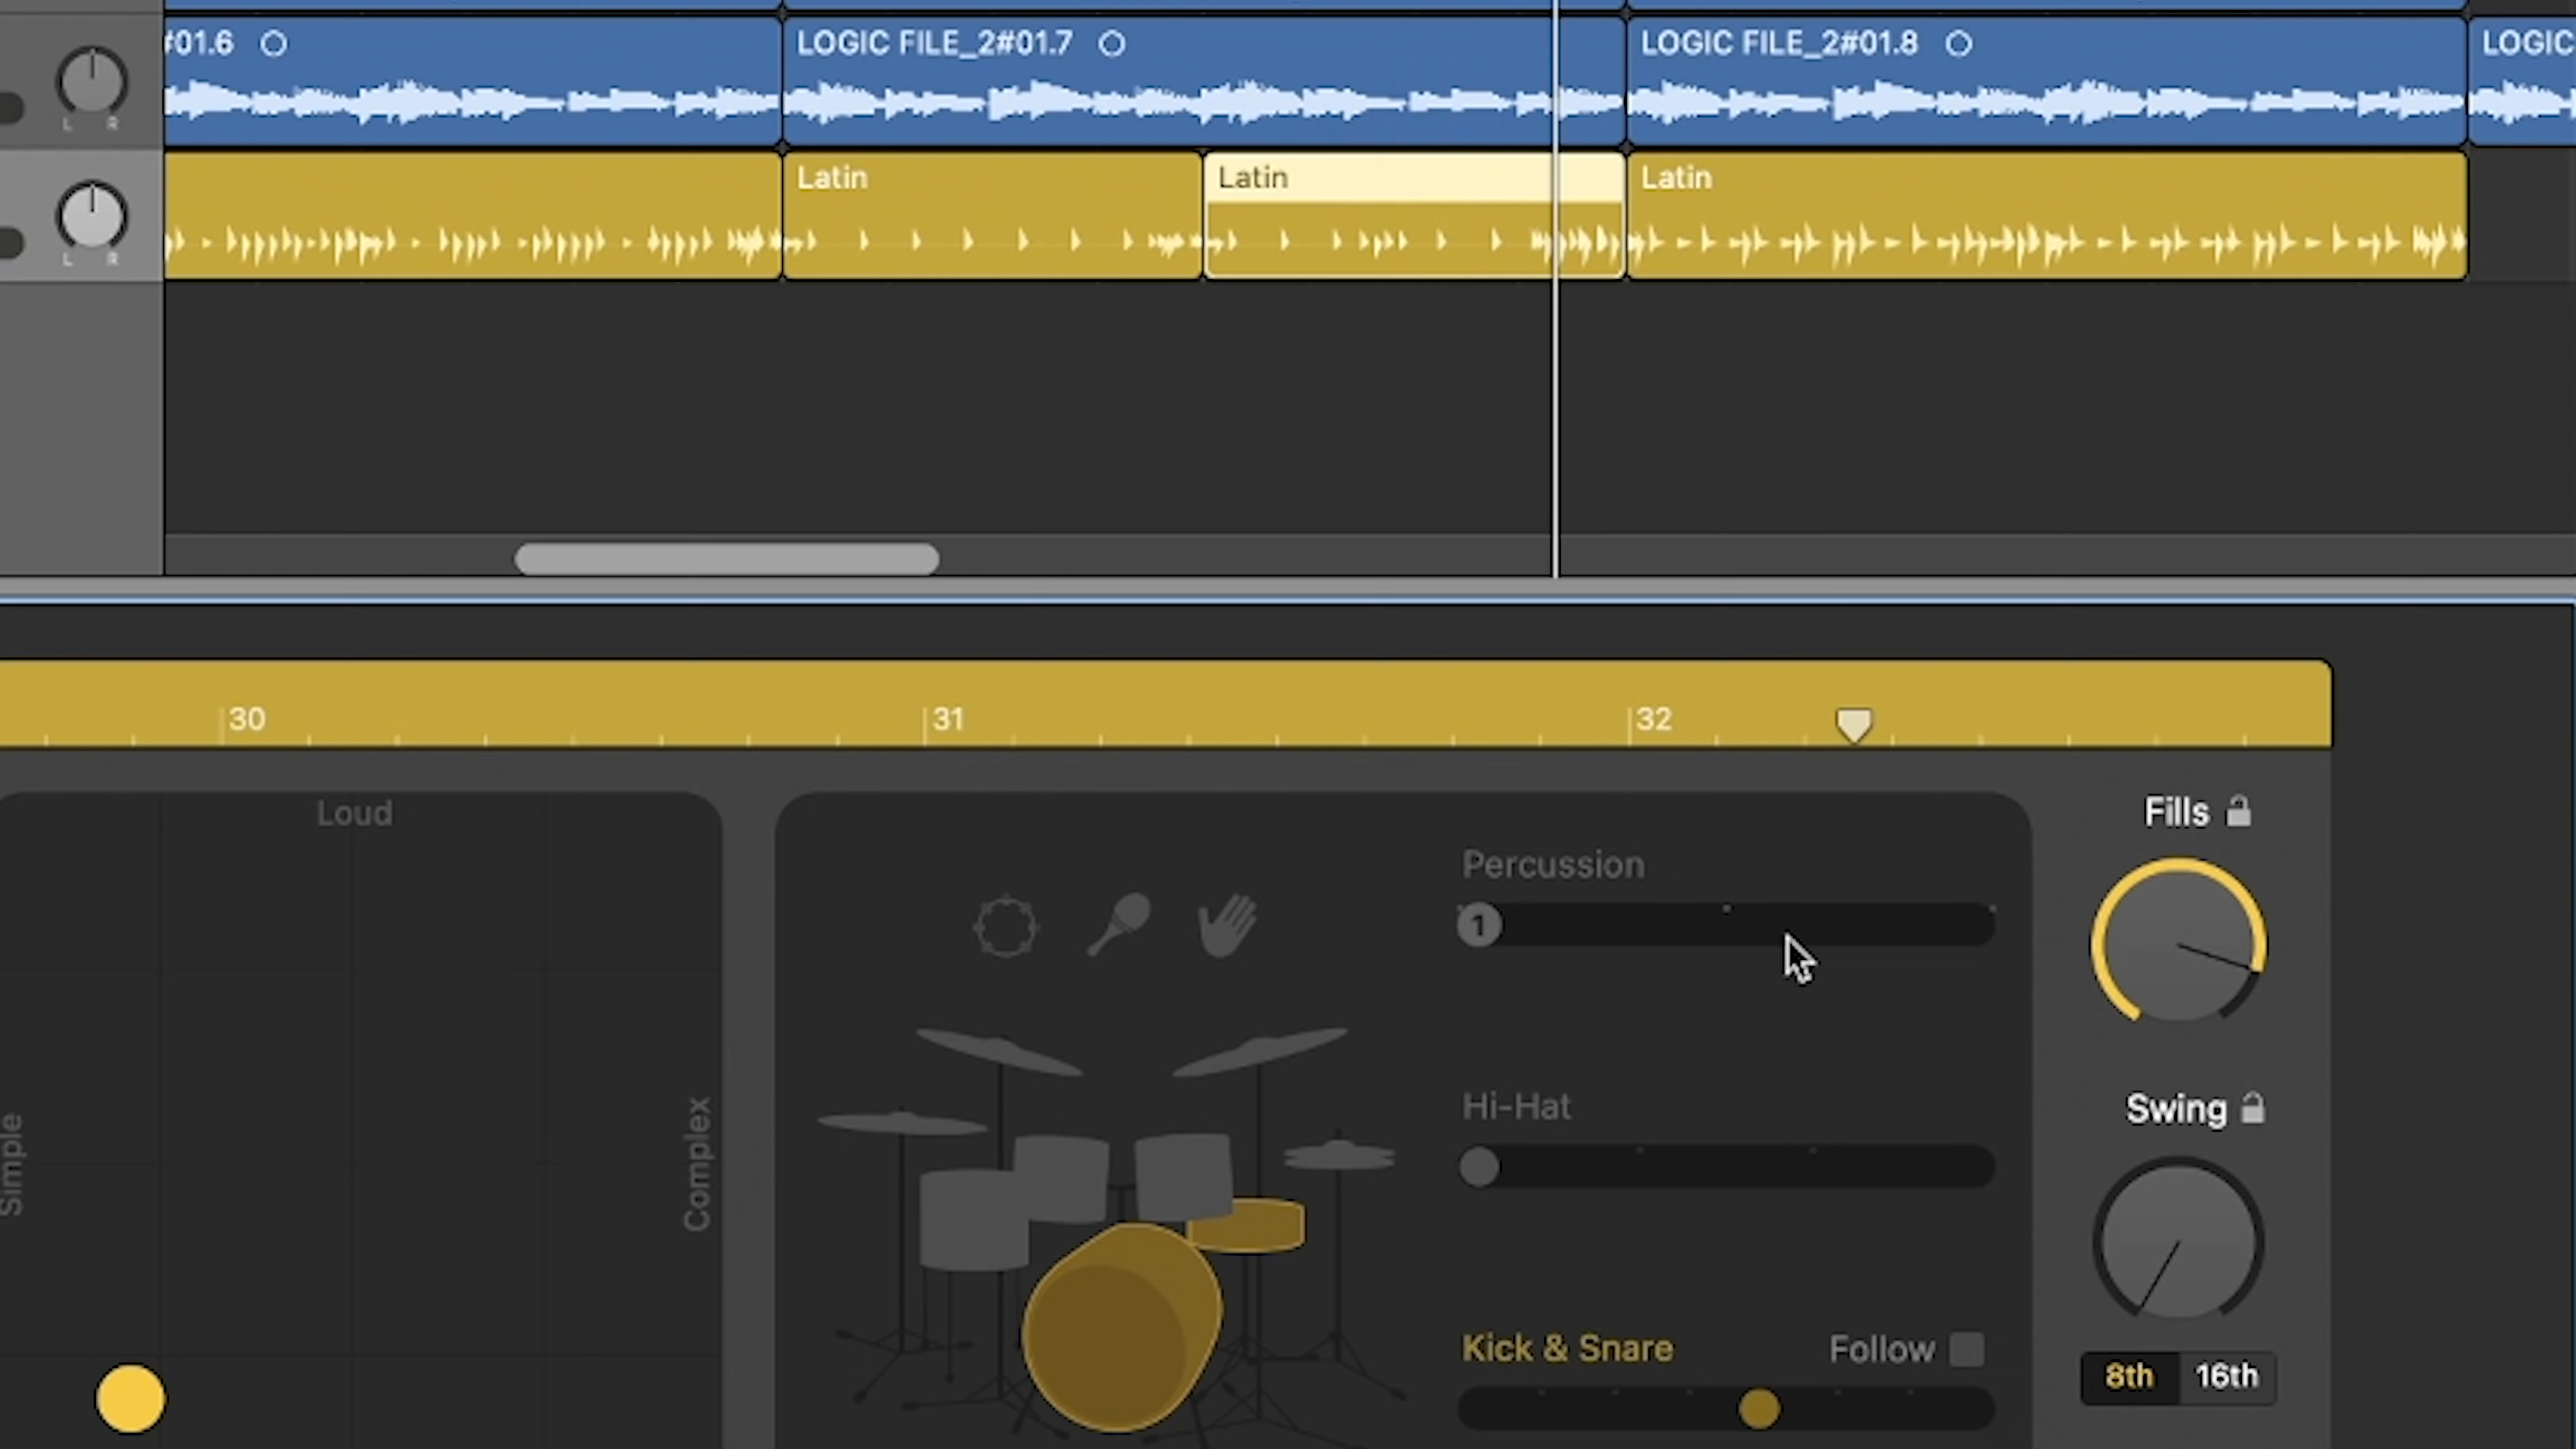 #01.6
LOGIC FILE_2#01.7
LOGIC FILE_2#01.8
LOGIC
L R
Latin
Latin
Latin
L R
30
31
32
Loud
Simple
Complex
Percussion
1
Hi-Hat
Kick & Snare
Follow
Fills
Swing
8th
16th